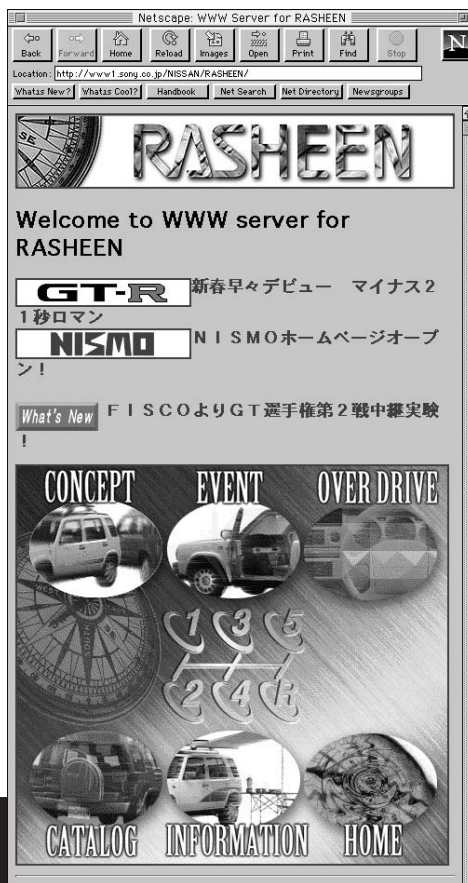 Netscape: WWW Server for RASHEEN
Back Forward Home Reload Images Open Print Find Stop
N
Location: http://www1.sony.co.jp/NISSAN/RASHEEN/
What's New? What's Cool? Handbook Net Search Net Directory Newsgroups
SE
RASHEEN
Welcome to WWW server for
RASHEEN
GT-R 新春早々デビュー　マイナス２
１秒ロマン
NISMO ＮＩＳＭＯホームページオープ
ン！
What's New ＦＩＳＣＯよりＧＴ選手権第２戦中継実験
！
CONCEPT EVENT OVER DRIVE
SOUTH
1 3 5
2 4 R
CATALOG INFORMATION HOME